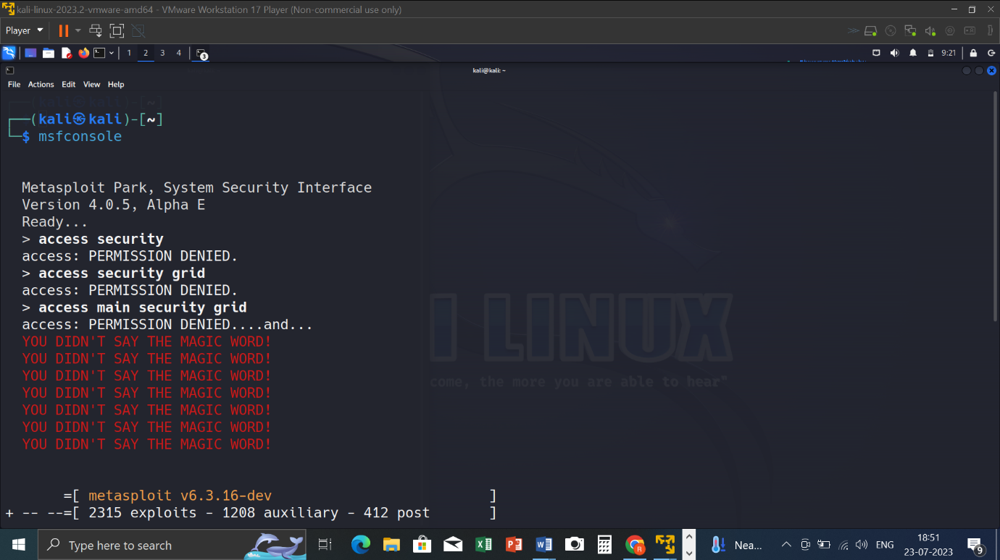 kali-linux-2023.2-vmware-amd64 - VMware Workstation 17 Player (Non-commercial use only)
Player
1 2 3 4 3 9:21
kali@kali: ~
File Actions Edit View Help
(kali㉿kali)-[~]
(kali㉿kali)-[~]
$ msfconsole
Metasploit Park, System Security Interface
Version 4.0.5, Alpha E
Ready...
> access security
access: PERMISSION DENIED.
> access security grid
access: PERMISSION DENIED.
> access main security grid
access: PERMISSION DENIED....and...
YOU DIDN'T SAY THE MAGIC WORD!
YOU DIDN'T SAY THE MAGIC WORD!
YOU DIDN'T SAY THE MAGIC WORD!
YOU DIDN'T SAY THE MAGIC WORD!
YOU DIDN'T SAY THE MAGIC WORD!
YOU DIDN'T SAY THE MAGIC WORD!
YOU DIDN'T SAY THE MAGIC WORD!
I LINUX
come, the more you are able to hear"
=[ metasploit v6.3.16-dev ]
+ -- --=[ 2315 exploits - 1208 auxiliary - 412 post ]
Type here to search
R
Nea...
ENG
18:51
23-07-2023
9